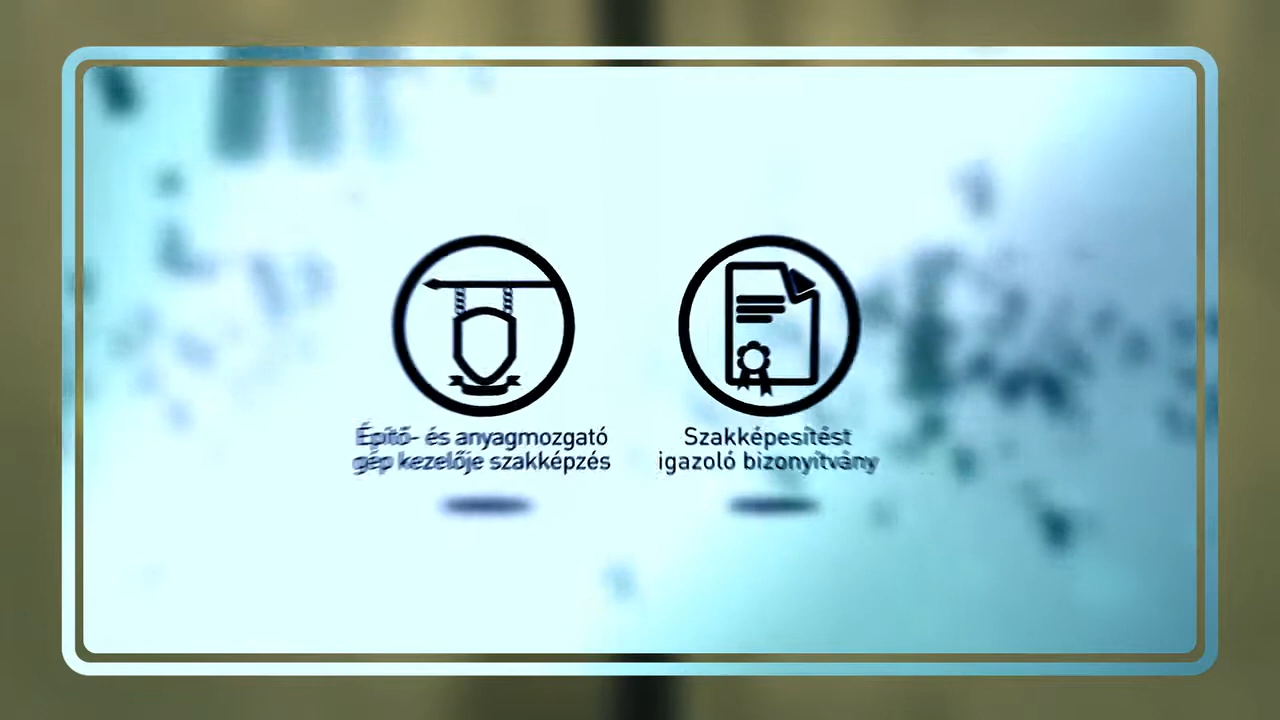 Építő- és anyagmozgató
gép kezelője szakképzés
Szakképesítést
igazoló bizonyítvány